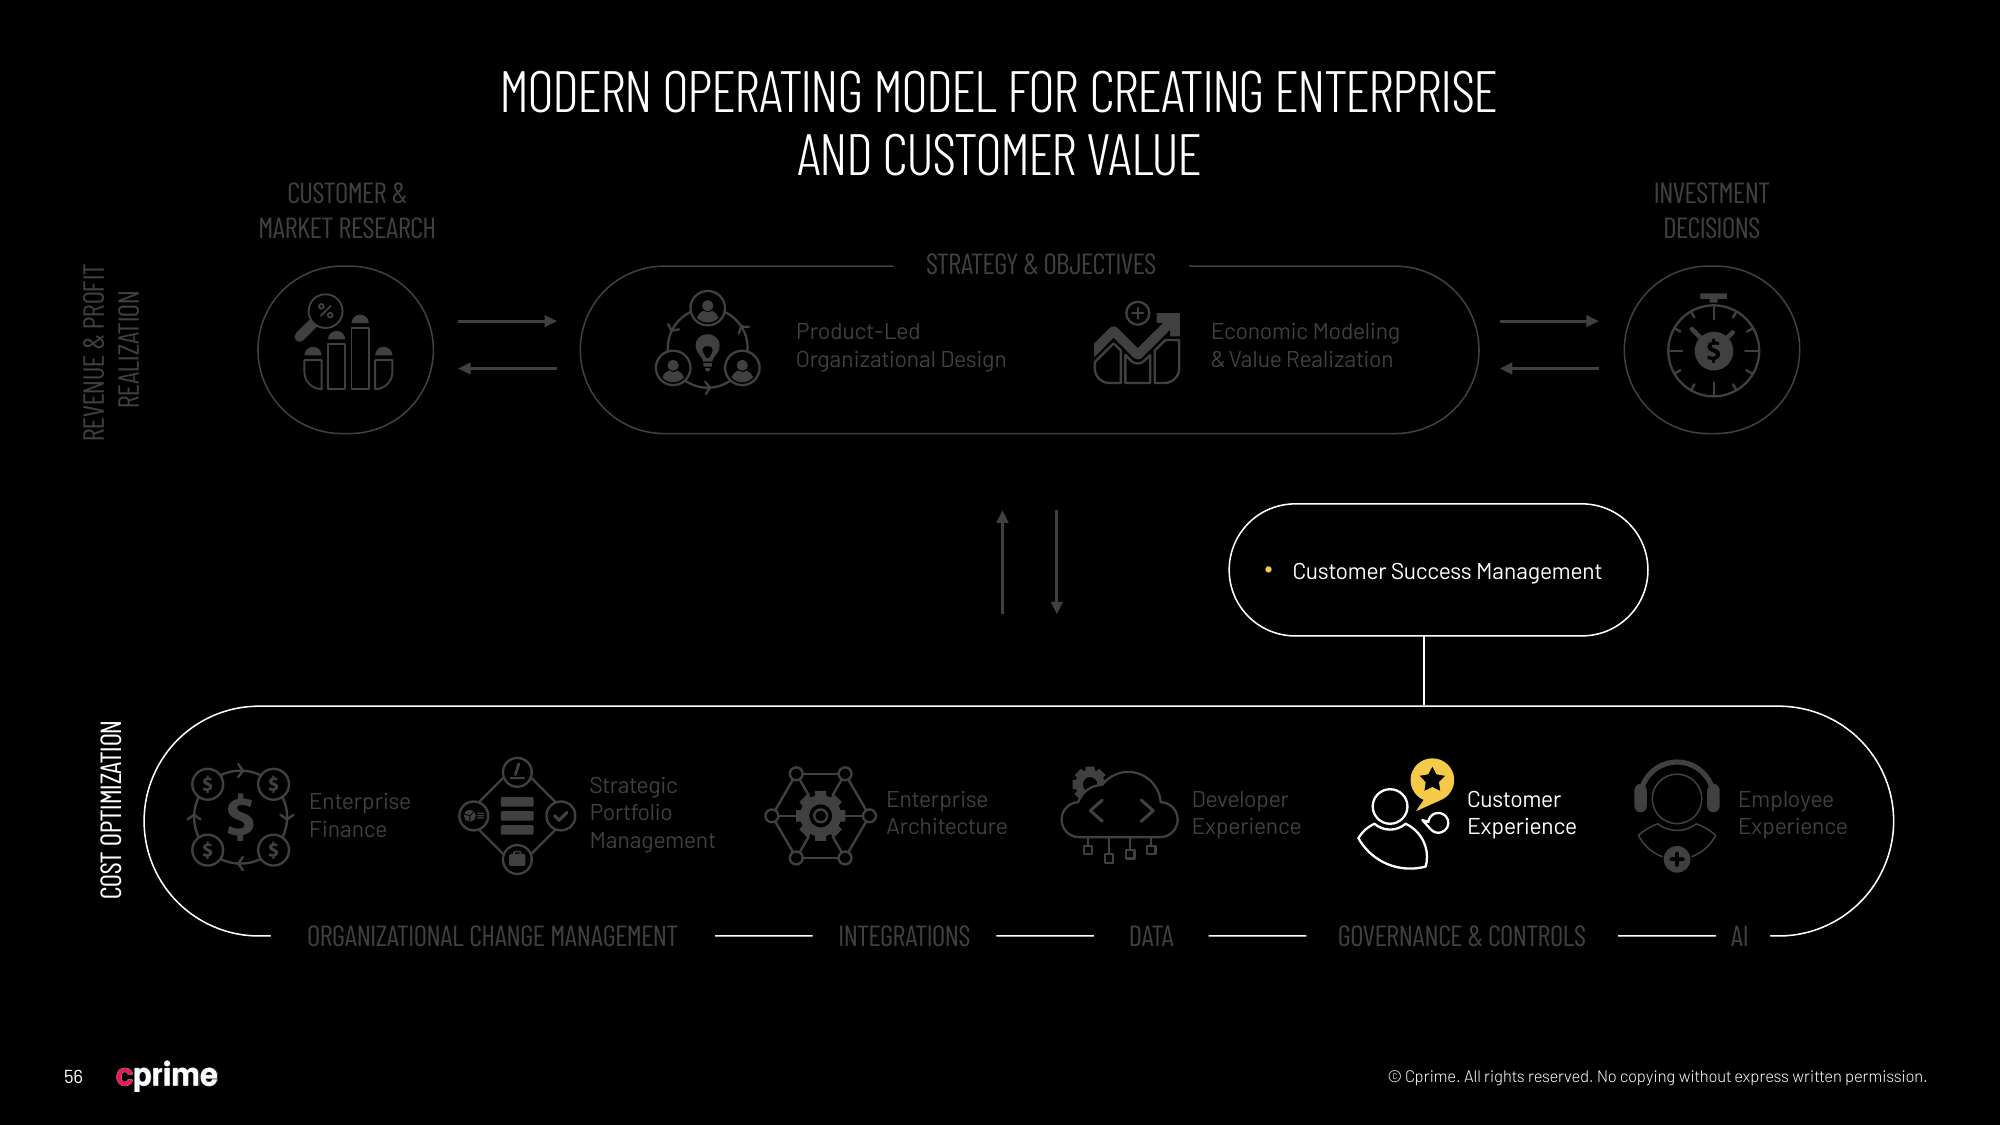 MODERN OPERATING MODEL FOR CREATING ENTERPRISE
AND CUSTOMER VALUE
CUSTOMER &
MARKET RESEARCH
INVESTMENT
DECISIONS
REVENUE & PROFIT
REALIZATION
STRATEGY & OBJECTIVES
%
Product-Led
Organizational Design
Economic Modeling
& Value Realization
$
• Customer Success Management
COST OPTIMIZATION
$ $
$
$ $
Enterprise
Finance
Strategic
Portfolio
Management
Enterprise
Architecture
Developer
Experience
Customer
Experience
Employee
Experience
ORGANIZATIONAL CHANGE MANAGEMENT
INTEGRATIONS
DATA
GOVERNANCE & CONTROLS
AI
56
cprime
© Cprime. All rights reserved. No copying without express written permission.